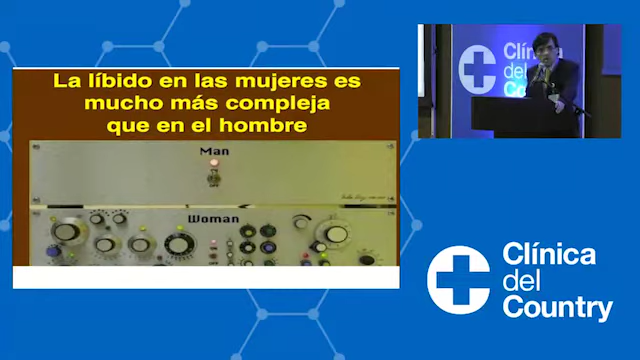 La líbido en las mujeres es
mucho más compleja
que en el hombre
Man
Woman
Clínica
del
Country
Clínica
del
Country